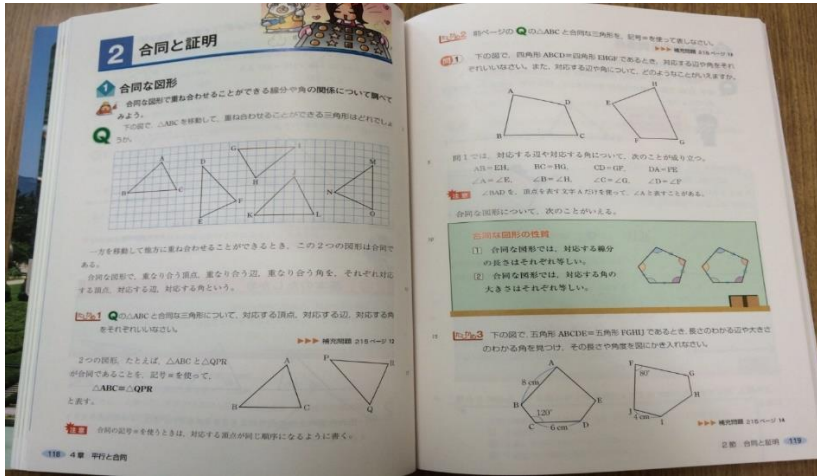 2 合同と証明
1 合同な図形
合同な図形で重ね合わせることができる線分や角の関係について調べて
みよう。
Q 下の図で、△ABCを移動して、重ね合わせることができる三角形はどれでしょ
うか。
A
B
C
D
E
F
G
I
H
J
K
L
M
N
O
一方を移動して他方に重ね合わせることができるとき、この2つの図形は合同で
ある。
合同な図形で、重なり合う頂点、重なり合う辺、重なり合う角を、それぞれ対応
する頂点、対応する辺、対応する角という。
1 Qの△ABCと合同な三角形について、対応する頂点、対応する辺、対応する角
をそれぞれいいなさい。
▶▶▶ 補充問題 218ページ 12
2つの図形、たとえば、△ABCと△QPR
が合同であることを、記号≡を使って、
△ABC≡△QPR
と表す。
A
B
C
P
R
Q
注意 合同の記号≡を使うときは、対応する頂点が同じ順序になるように書く。
118 4章 平行と合同
2 前ページのQの△ABCと合同な三角形を、記号≡を使って表しなさい。
▶▶▶ 補充問題 218ページ 13
問1 下の図で、四角形ABCD≡四角形EHGFであるとき、対応する辺や角をそれ
ぞれいいなさい。また、対応する辺や角について、どのようなことがいえますか。
A
D
B
C
H
E
F
G
問1では、対応する辺や対応する角について、次のことが成り立つ。
AB=EH, BC=HG, CD=GF, DA=FE
∠A=∠E, ∠B=∠H, ∠C=∠G, ∠D=∠F
注意 ∠BADを、頂点を表す文字Aだけを使って、∠Aと表すことがある。
合同な図形について、次のことがいえる。
合同な図形の性質
1 合同な図形では、対応する線分
の長さはそれぞれ等しい。
2 合同な図形では、対応する角の
大きさはそれぞれ等しい。
3 下の図で、五角形ABCDE≡五角形FGHIJであるとき、長さのわかる辺や大きさ
のわかる角を見つけ、その長さや角度を図にかき入れなさい。
A
8cm
B
E
120°
C
6cm
D
F
80°
G
H
J
4cm
I
▶▶▶ 補充問題 218ページ 14
2節 合同と証明 119